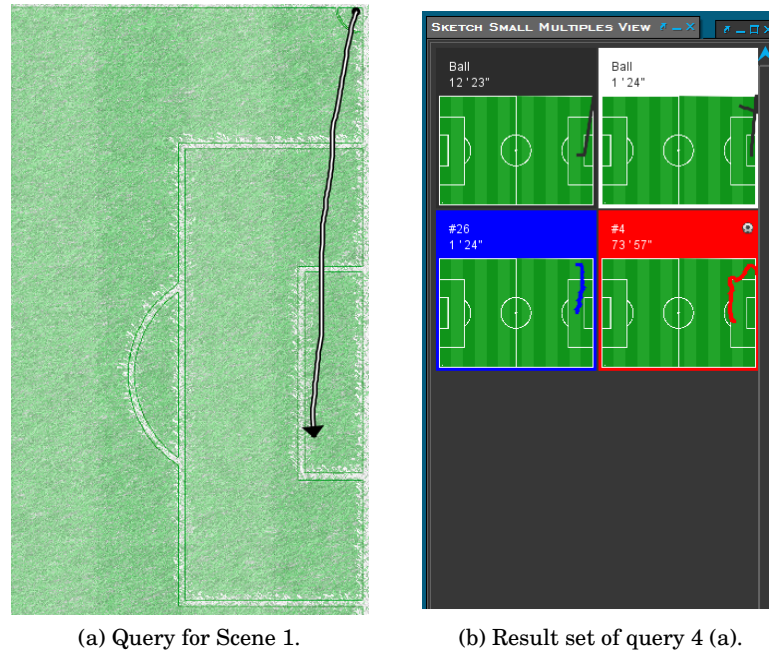 SKETCH SMALL MULTIPLES VIEW
Ball
12 ' 23"
Ball
1 ' 24"
#26
1 ' 24"
#4
73 ' 57"
(a) Query for Scene 1.
(b) Result set of query 4 (a).